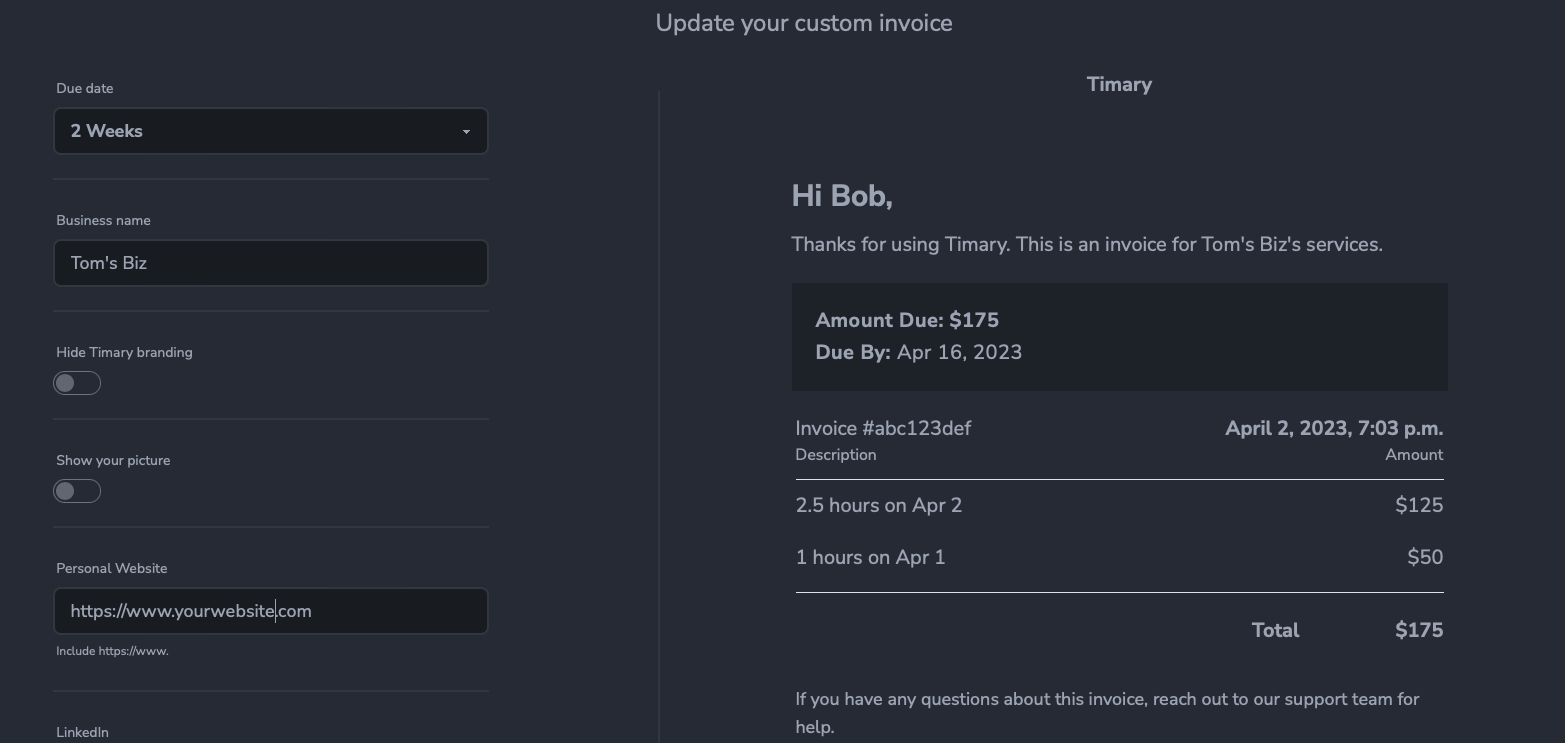 Update your custom invoice
Due date
2 Weeks
Business name
Tom's Biz
Hide Timary branding
Show your picture
Personal Website
https://www.yourwebsite.com
Include https://www.
LinkedIn
Timary
Hi Bob,
Thanks for using Timary. This is an invoice for Tom's Biz's services.
Amount Due: $175
Due By: Apr 16, 2023
Invoice #abc123def April 2, 2023, 7:03 p.m.
Description Amount
2.5 hours on Apr 2 $125
1 hours on Apr 1 $50
Total $175
If you have any questions about this invoice, reach out to our support team for
help.